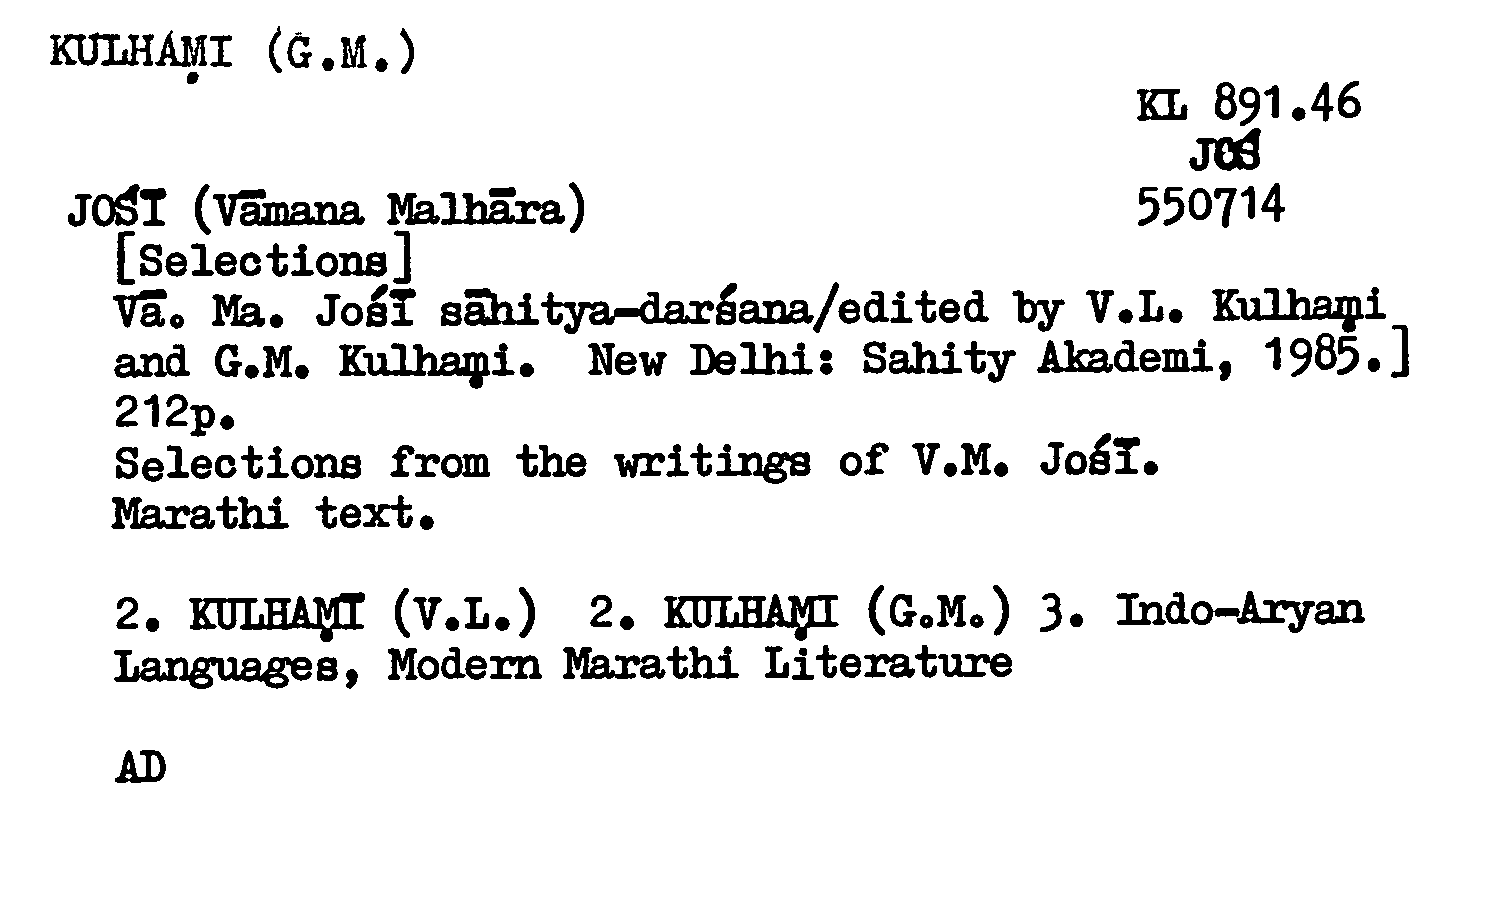 KULHAṂI (G.M.)
KL 891.46
JOŚ
JOŚĪ (Vāmana Malhāra) 550714
[Selections]
Vā. Ma. Jośī sāhitya-darśana/edited by V.L. Kulhaṃi
and G.M. Kulhaṃi. New Delhi: Sahity Akademi, 1985.]
212p.
Selections from the writings of V.M. Jośī.
Marathi text.
2. KULHAṂĪ (V.L.) 2. KULHAṂI (G.M.) 3. Indo-Aryan
Languages, Modern Marathi Literature
AD